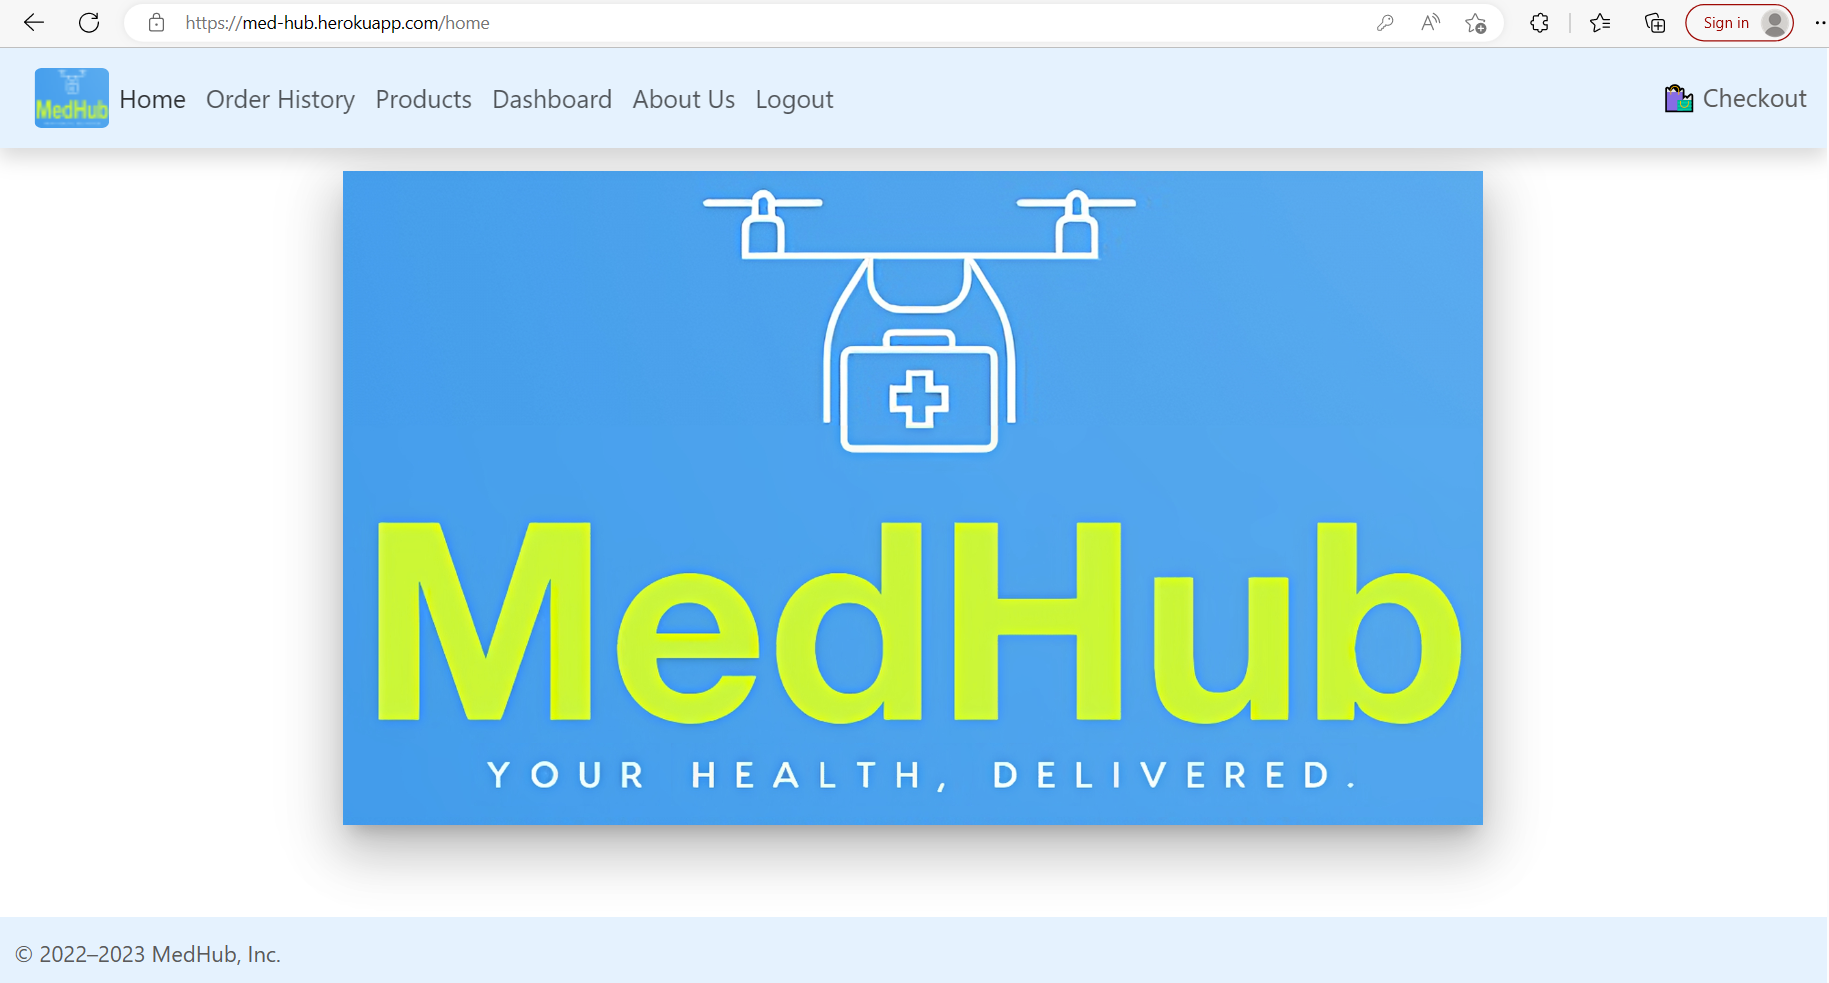 https://med-hub.herokuapp.com/home
Sign in
MedHub Home Order History Products Dashboard About Us Logout Checkout
MedHub
YOUR HEALTH, DELIVERED.
© 2022–2023 MedHub, Inc.